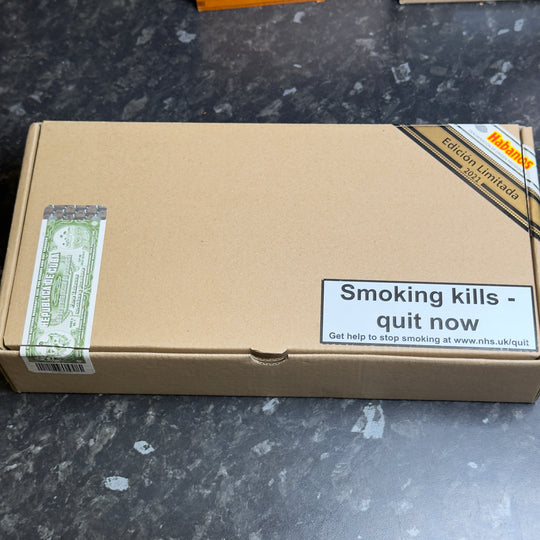 Habanos
Edición Limitada
2021
REPUBLICA DE CUBA
Smoking kills -
quit now
Get help to stop smoking at www.nhs.uk/quit